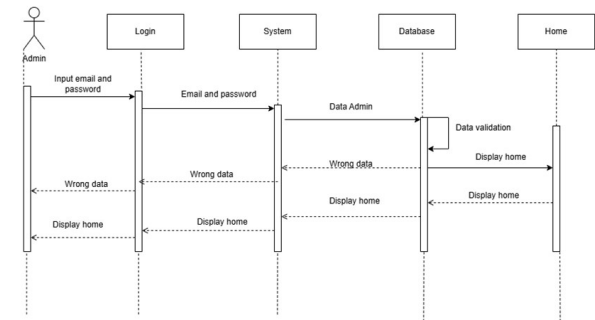 Login
System
Database
Home
Admin
Input email and
password
Email and password
Data Admin
Data validation
Display home
Wrong data
Wrong data
Wrong data
Display home
Display home
Display home
Display home